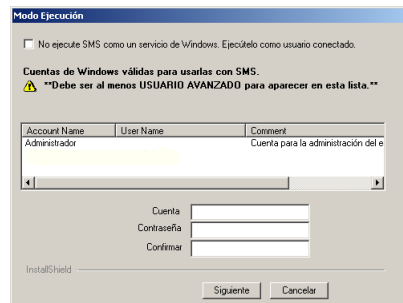 Modo Ejecución
No ejecute SMS como un servicio de Windows. Ejecútelo como usuario conectado.
Cuentas de Windows válidas para usarlas con SMS.
**Debe ser al menos USUARIO AVANZADO para aparecer en esta lista.**
Account Name User Name Comment
Administrador Cuenta para la administración del e
Cuenta
Contraseña
Confirmar
InstallShield
Siguiente Cancelar